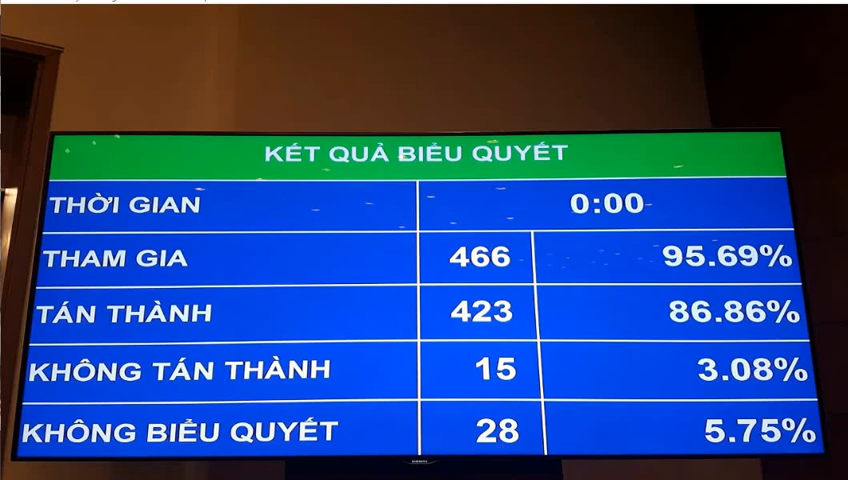 KẾT QUẢ BIỂU QUYẾT
THỜI GIAN 0:00
THAM GIA 466 95.69%
TÁN THÀNH 423 86.86%
KHÔNG TÁN THÀNH 15 3.08%
KHÔNG BIỂU QUYẾT 28 5.75%
SAMSUNG